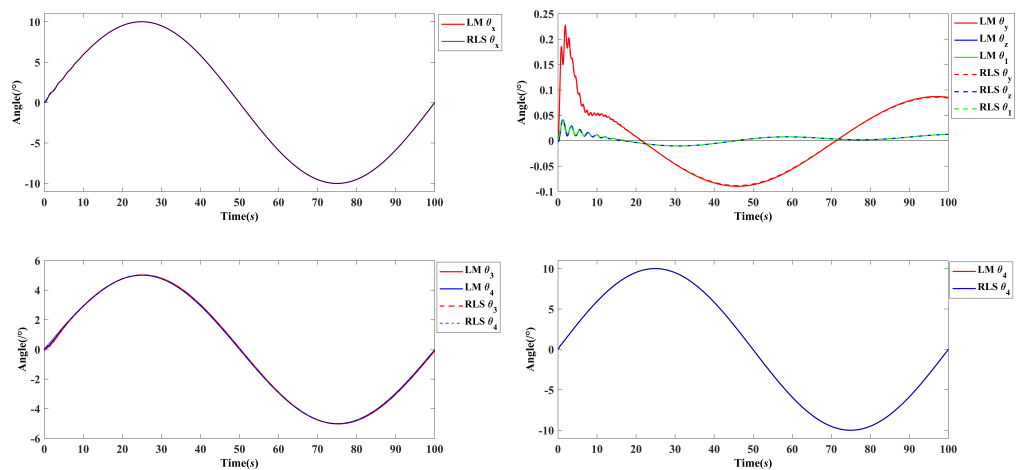 10
5
0
-5
-10
Angle(/°)
0 10 20 30 40 50 60 70 80 90 100
Time(s)
LM θx
RLS θx
0.25
0.2
0.15
0.1
0.05
0
-0.05
-0.1
Angle(/°)
0 10 20 30 40 50 60 70 80 90 100
Time(s)
LM θy
LM θz
LM θ1
RLS θy
RLS θz
RLS θ1
6
4
2
0
-2
-4
-6
Angle(/°)
0 10 20 30 40 50 60 70 80 90 100
Time(s)
LM θ3
LM θ4
RLS θ3
RLS θ4
10
5
0
-5
-10
Angle(/°)
0 10 20 30 40 50 60 70 80 90 100
Time(s)
LM θ4
RLS θ4